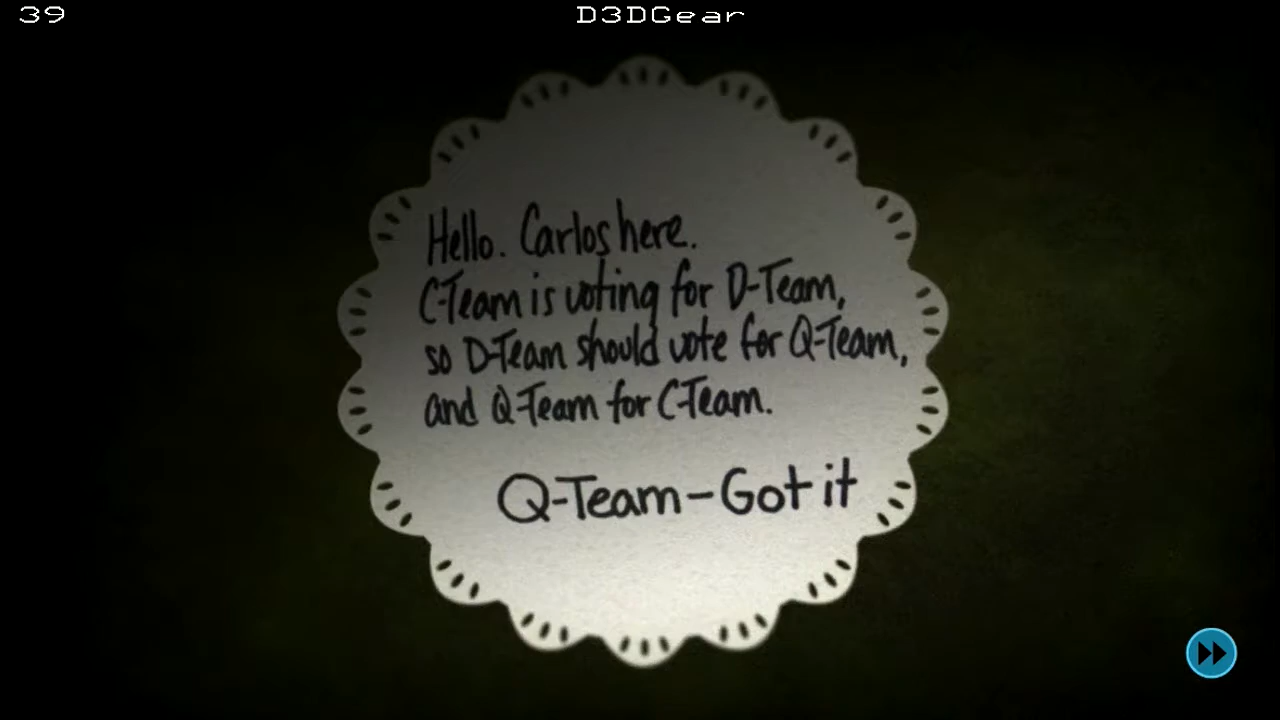 39
D3DGear
Hello. Carlos here.
C-Team is voting for D-Team,
so D-Team should vote for Q-Team,
and Q-Team for C-Team.
Q-Team-Got it